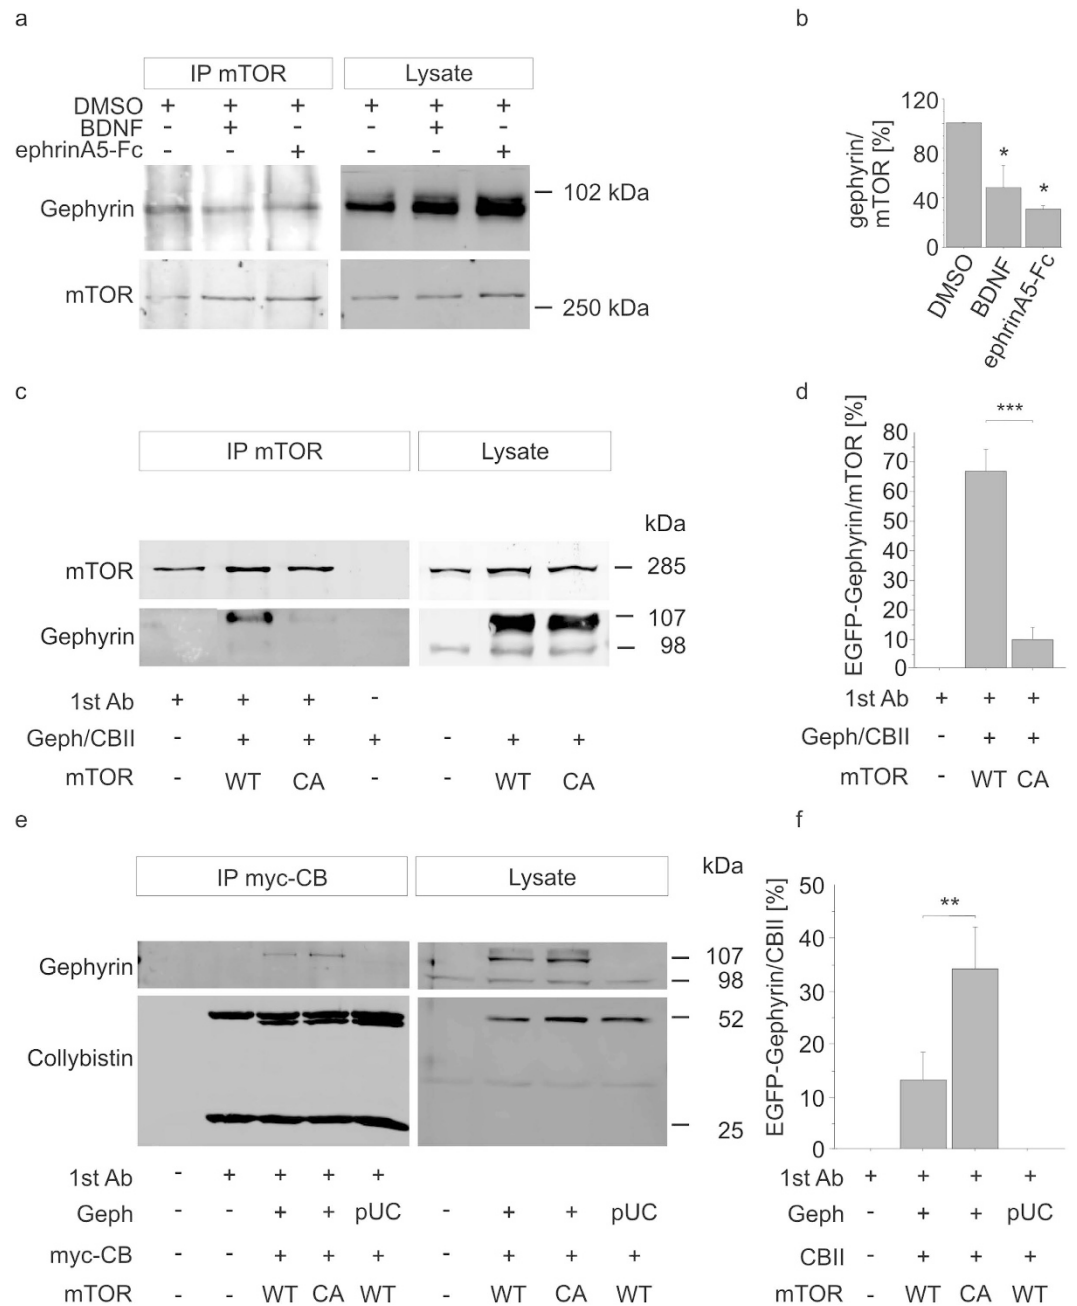 a
IP mTOR Lysate
DMSO + + + + + +
BDNF - + - - + -
ephrinA5-Fc - - + - - +
Gephyrin 102 kDa
mTOR 250 kDa
b
gephyrin/
mTOR [%]
120
80
40
0
DMSO BDNF ephrinA5-Fc
* *
c
IP mTOR Lysate
kDa
mTOR 285
Gephyrin 107
98
1st Ab + + + -
Geph/CBII - + + + - + +
mTOR - WT CA - - WT CA
d
EGFP-Gephyrin/mTOR [%]
***
80
70
60
50
40
30
20
10
0
1st Ab + + +
Geph/CBII - + +
mTOR - WT CA
e
IP myc-CB Lysate kDa
Gephyrin 107
98
52
Collybistin
25
1st Ab - + + + +
Geph - - + + pUC - + + pUC
myc-CB - - + + + - + + +
mTOR - - WT CA WT - WT CA WT
f
EGFP-Gephyrin/CBII [%]
**
50
40
30
20
10
0
1st Ab + + + +
Geph - + + pUC
CBII - + + +
mTOR - WT CA WT